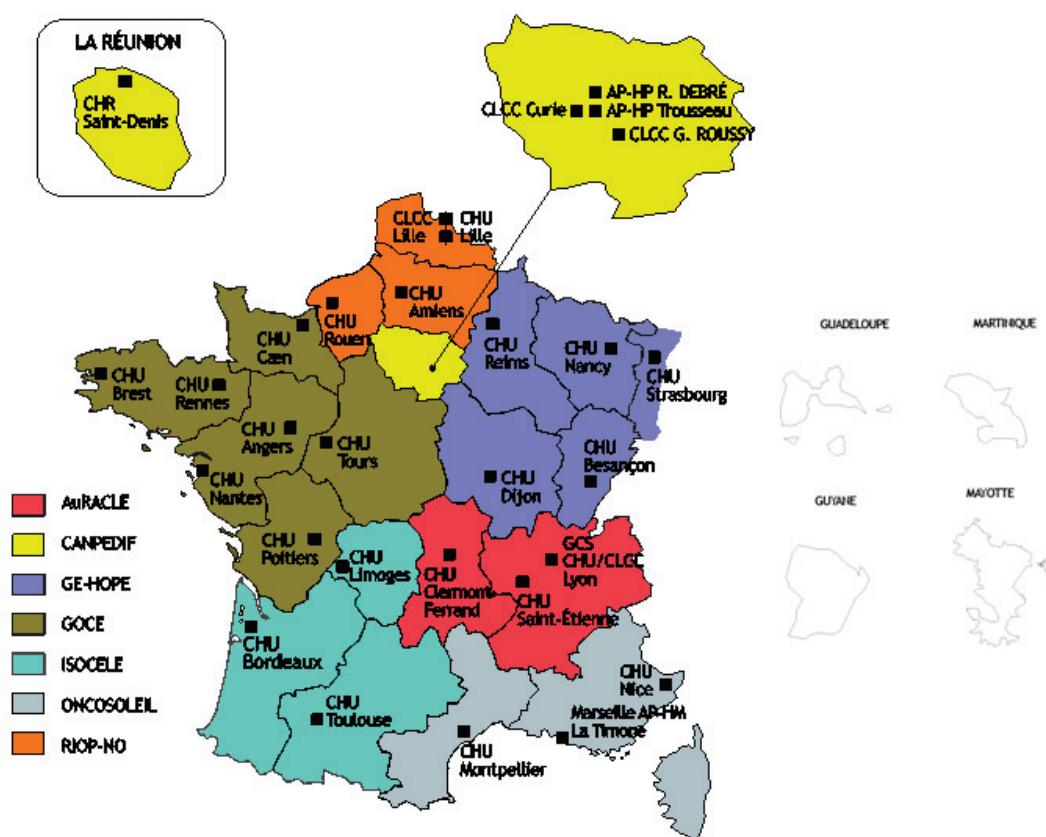 LA RÉUNION
CHR
Saint-Denis
AP-HP R. DEBRÉ
CLCC Curie
AP-HP Trousseau
CLCC G. ROUSSY
CLCC
Lille
CHU
Lille
CHU
Amiens
CHU
Rouen
CHU
Caen
CHU
Reims
CHU
Nancy
CHU
Strasbourg
CHU
Brest
CHU
Rennes
CHU
Angers
CHU
Tours
CHU
Nantes
CHU
Dijon
CHU
Besançon
CHU
Poitiers
CHU
Limoges
CHU
Clermont-
Ferrand
GCS
CHU/CLCC
Lyon
CHU
Saint-Étienne
CHU
Bordeaux
CHU
Toulouse
CHU
Montpellier
CHU
Nice
Marseille AP-HM
La Timone
AuRACLE
CANPEDIF
GE-HOPE
GOCE
ISOCELE
ONCOSOLEIL
RIOP-NO
GUADELOUPE
MARTINIQUE
GUYANE
MAYOTTE